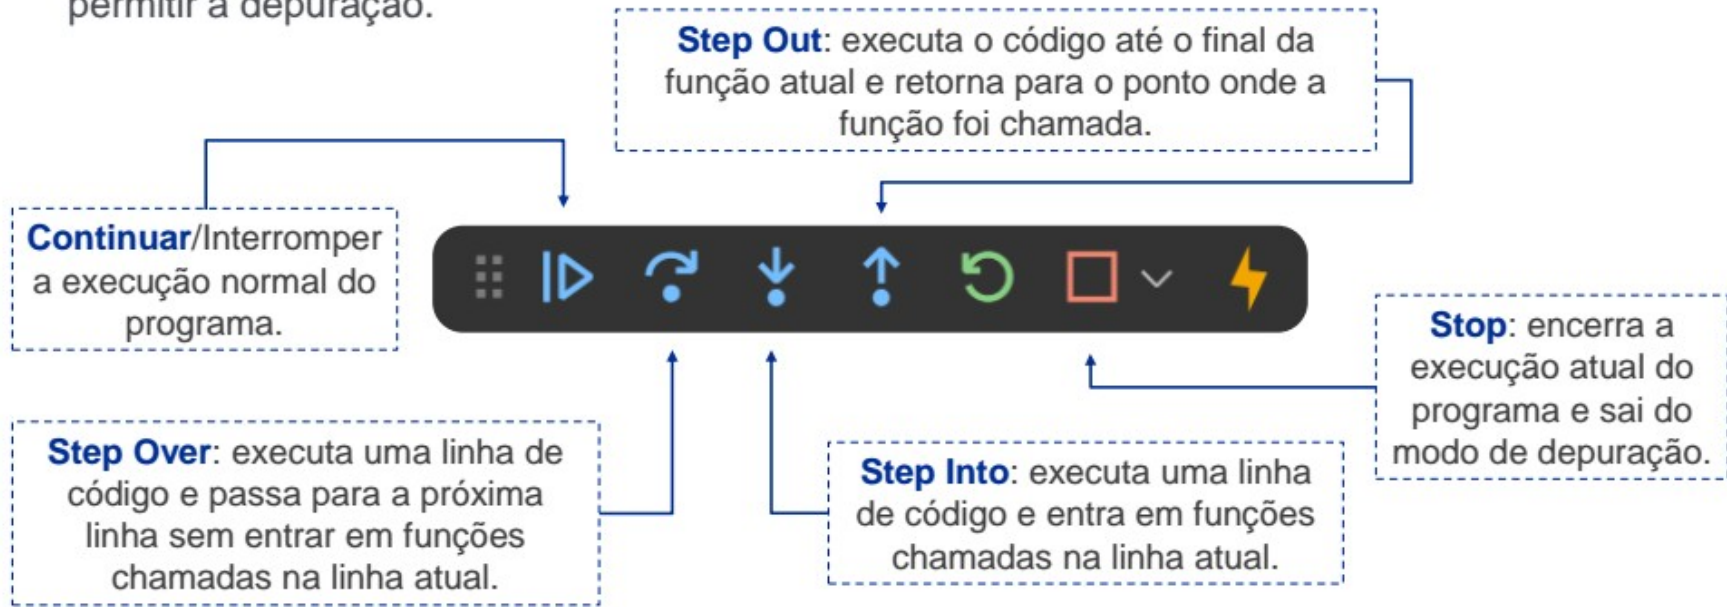 permitir a depuração.
Step Out: executa o código até o final da
função atual e retorna para o ponto onde a
função foi chamada.
Continuar/Interromper
a execução normal do
programa.
Stop: encerra a
execução atual do
programa e sai do
modo de depuração.
Step Over: executa uma linha de
código e passa para a próxima
linha sem entrar em funções
chamadas na linha atual.
Step Into: executa uma linha
de código e entra em funções
chamadas na linha atual.